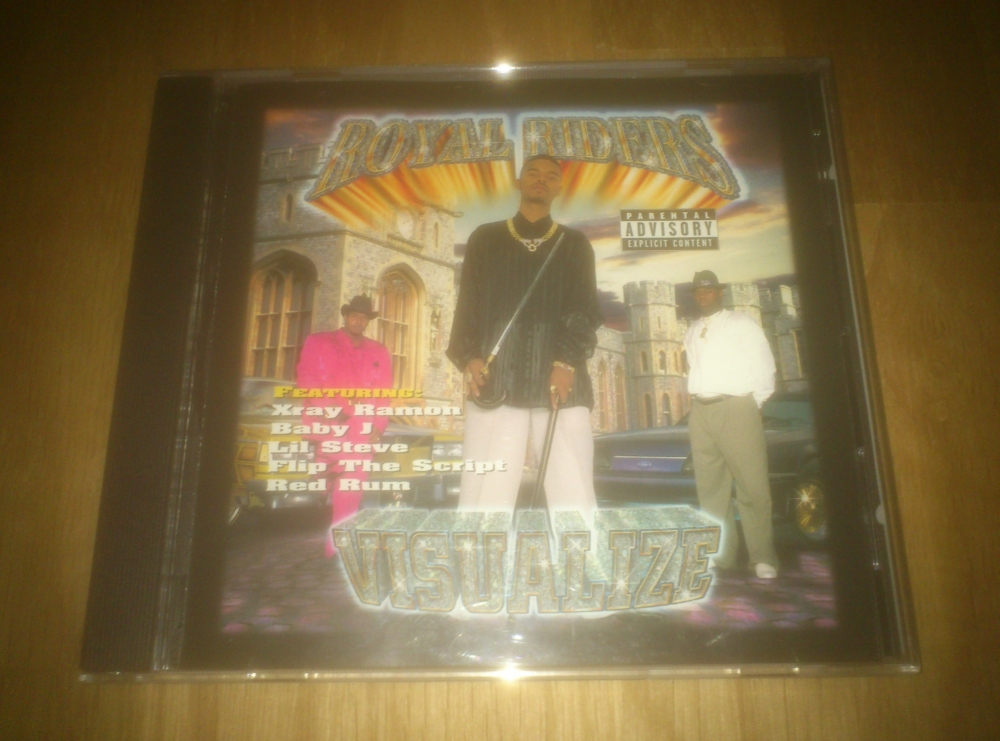 ROYAL RIDERS
PARENTAL
ADVISORY
EXPLICIT CONTENT
FEATURING:
Xray Ramon
Baby J
Lil Steve
Flip The Script
Red Rum
VISUALIZE